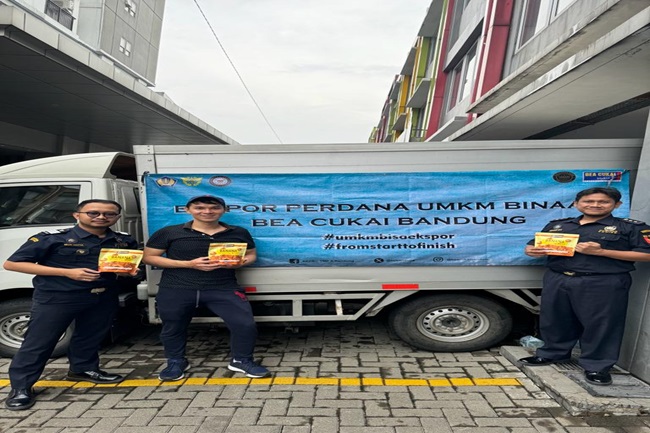 BEA CUKAI
EKSPOR PERDANA UMKM BINAAN
BEA CUKAI BANDUNG
#umkmbisaekspor
#fromstarttofinish